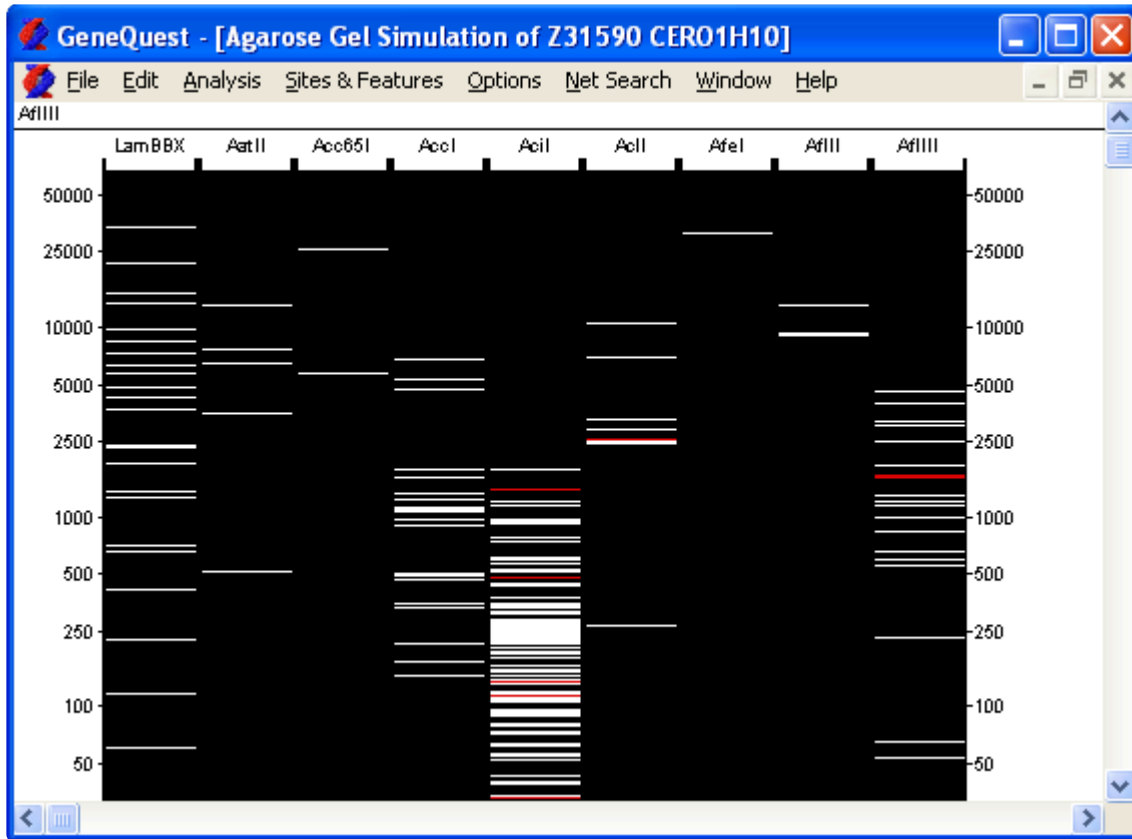 GeneQuest - [Agarose Gel Simulation of Z31590 CERO1H10]
File Edit Analysis Sites & Features Options Net Search Window Help
AflIII
LamBBX AatII Acc65I AccI AciI AclI AfeI AflII AflIII
50000 50000
25000 25000
10000 10000
5000 5000
2500 2500
1000 1000
500 500
250 250
100 100
50 50